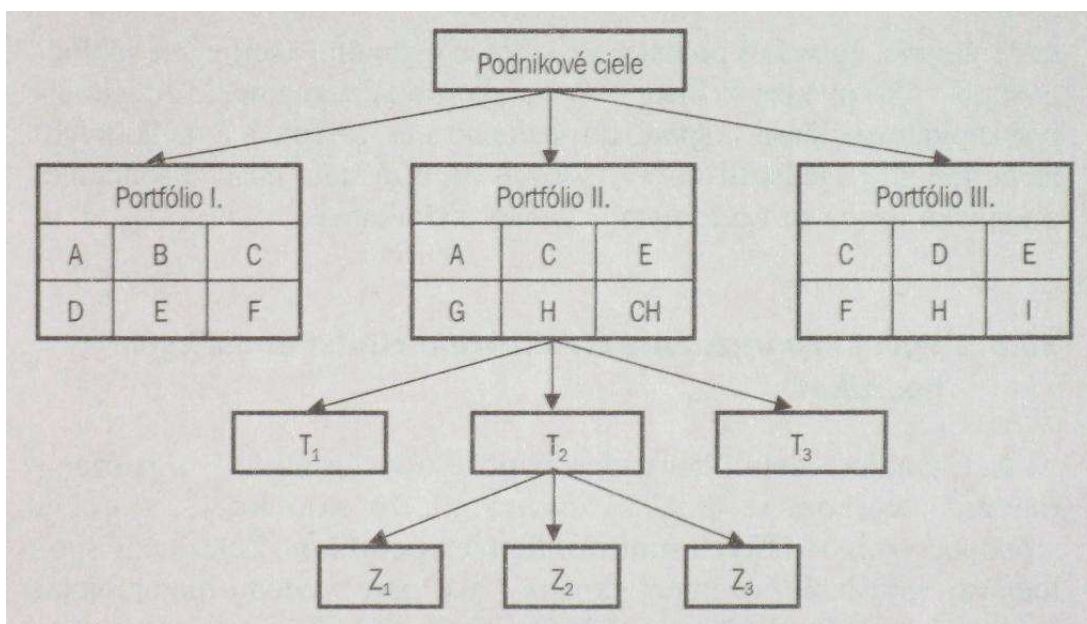 Podnikové ciele
Portfólio I.
A B C
D E F
Portfólio II.
A C E
G H CH
Portfólio III.
C D E
F H I
T₁ T₂ T₃
Z₁ Z₂ Z₃